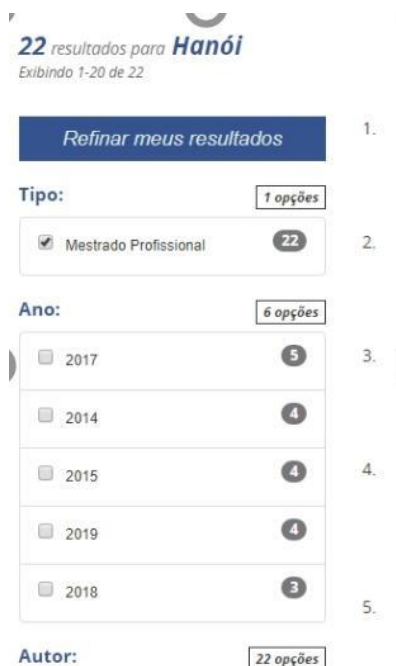 22 resultados para Hanói
Exibindo 1-20 de 22
Refinar meus resultados
Tipo: 1 opções
Mestrado Profissional 22
Ano: 6 opções
2017 5
2014 4
2015 4
2019 4
2018 3
Autor: 22 opções
1.
2.
3.
4.
5.